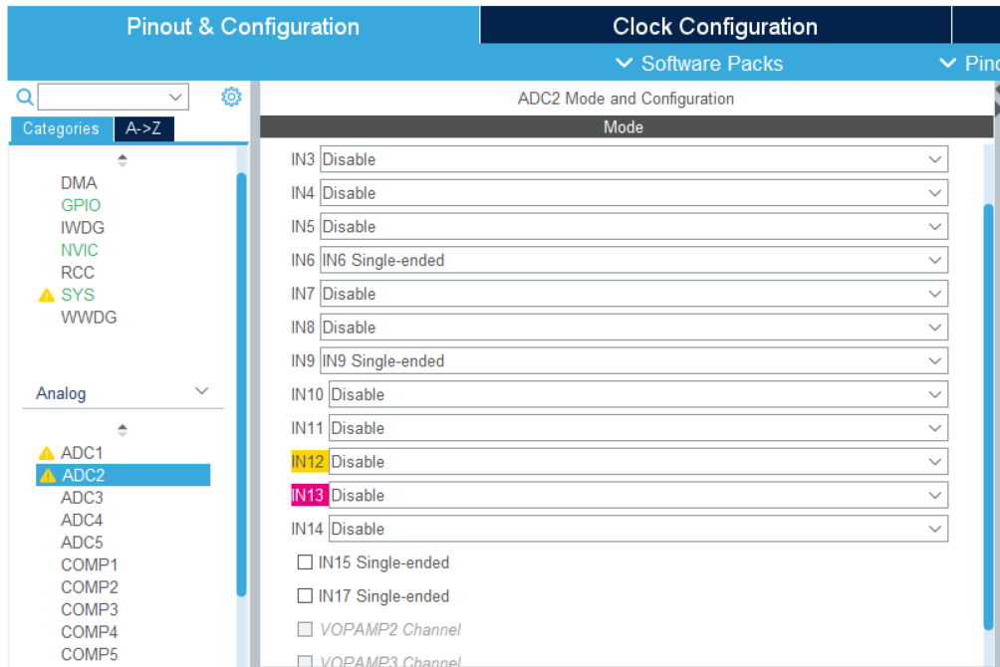 Pinout & Configuration
Clock Configuration
Software Packs
Pino
Categories
A->Z
DMA
GPIO
IWDG
NVIC
RCC
SYS
WWDG
Analog
ADC1
ADC2
ADC3
ADC4
ADC5
COMP1
COMP2
COMP3
COMP4
COMP5
ADC2 Mode and Configuration
Mode
IN3 Disable
IN4 Disable
IN5 Disable
IN6 IN6 Single-ended
IN7 Disable
IN8 Disable
IN9 IN9 Single-ended
IN10 Disable
IN11 Disable
IN12 Disable
IN13 Disable
IN14 Disable
IN15 Single-ended
IN17 Single-ended
VOPAMP2 Channel
VOPAMP3 Channel